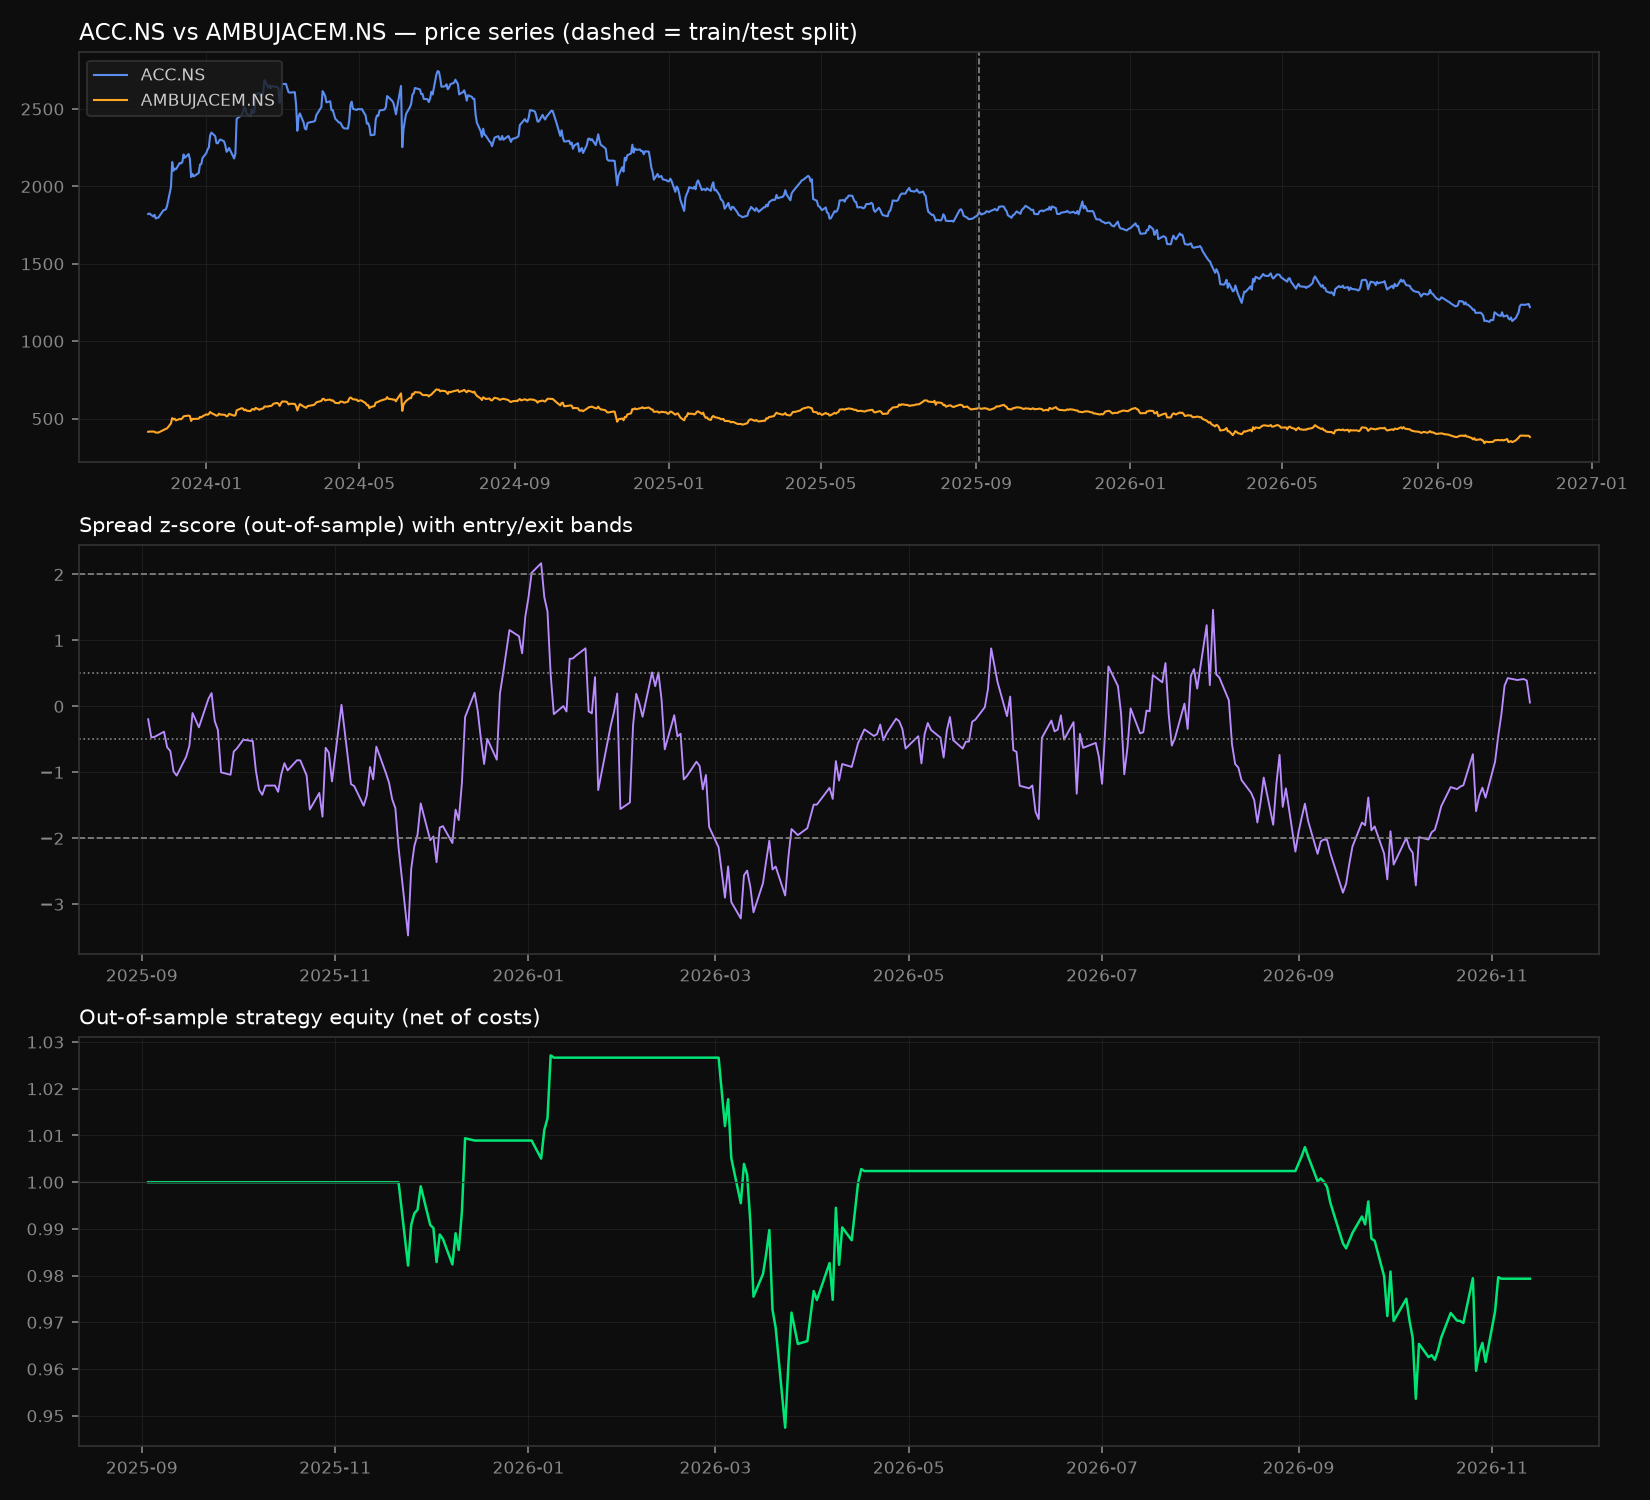 ACC.NS vs AMBUJACEM.NS — price series (dashed = train/test split)
ACC.NS
AMBUJACEM.NS
2500
2000
1500
1000
500
2024-01 2024-05 2024-09 2025-01 2025-05 2025-09 2026-01 2026-05 2026-09 2027-01
Spread z-score (out-of-sample) with entry/exit bands
2
1
0
−1
−2
−3
2025-09 2025-11 2026-01 2026-03 2026-05 2026-07 2026-09 2026-11
Out-of-sample strategy equity (net of costs)
1.03
1.02
1.01
1.00
0.99
0.98
0.97
0.96
0.95
2025-09 2025-11 2026-01 2026-03 2026-05 2026-07 2026-09 2026-11